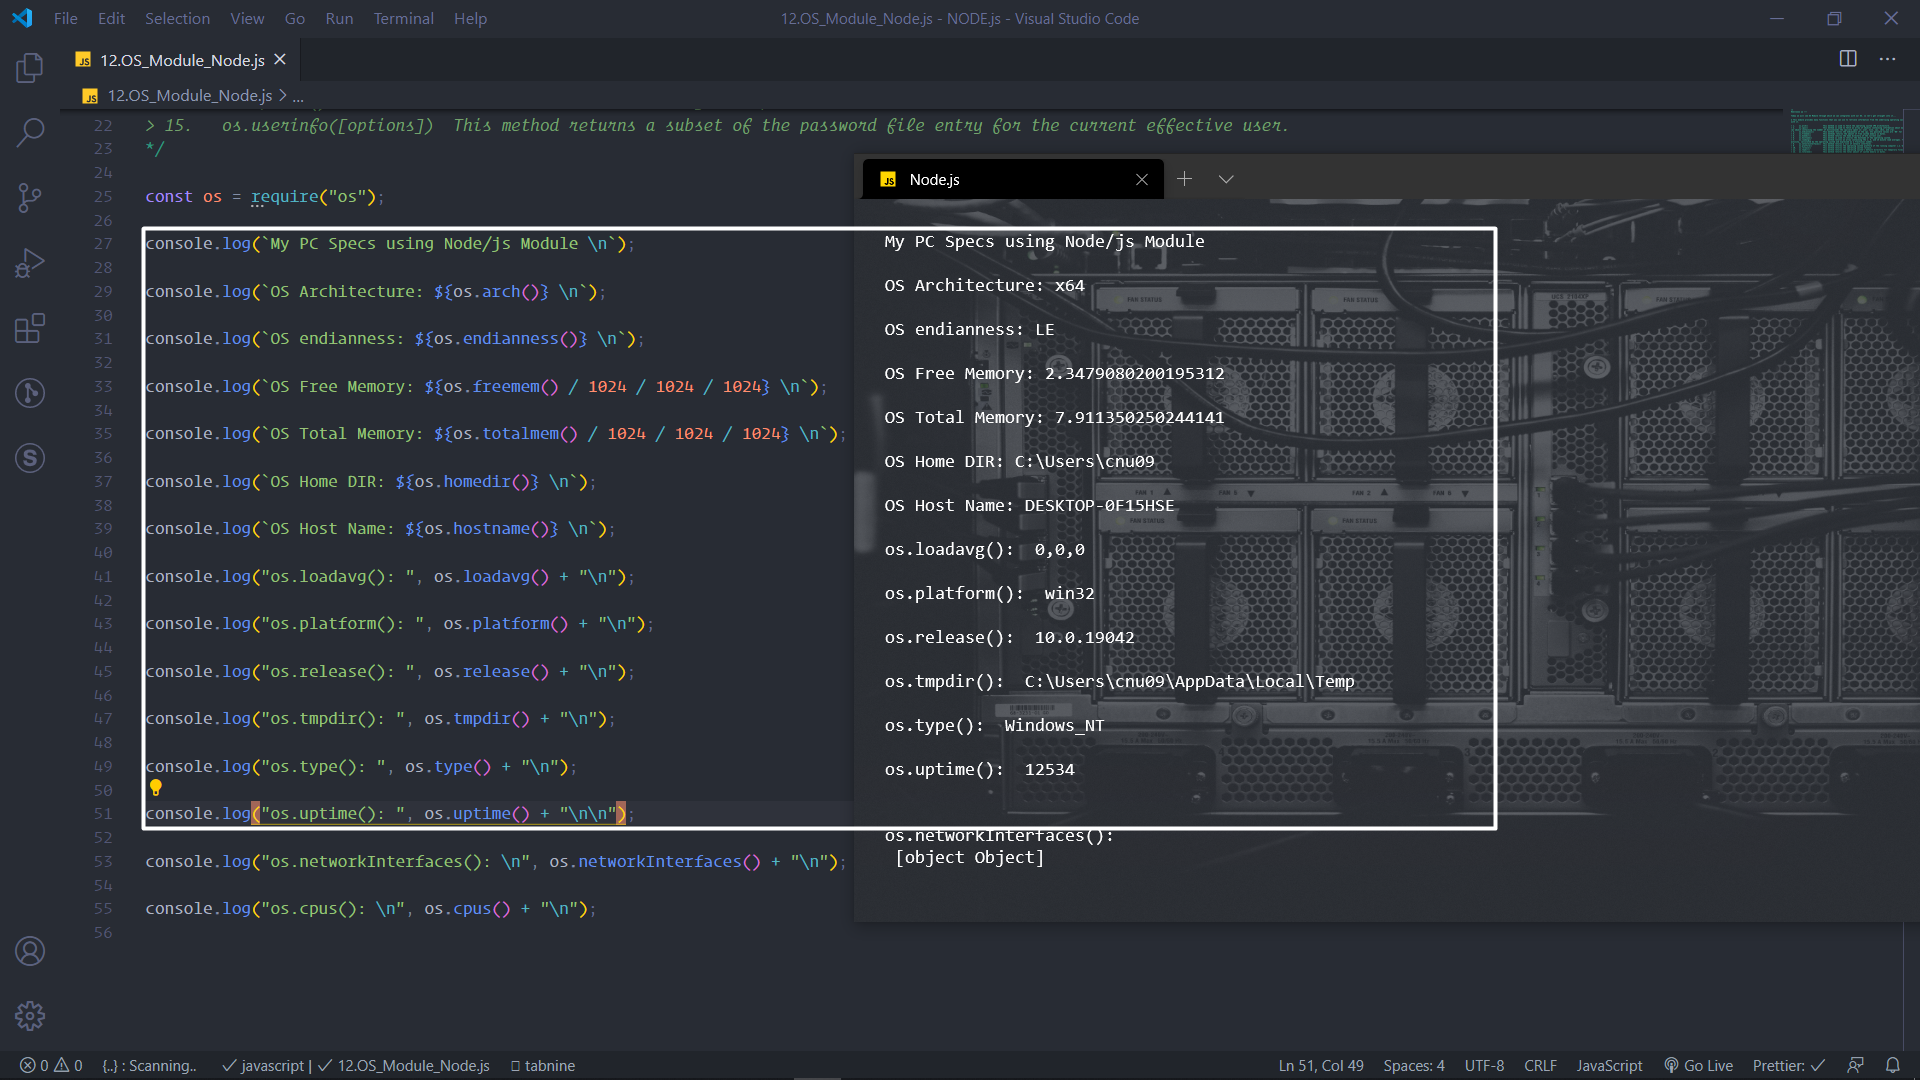 File Edit Selection View Go Run Terminal Help
12.OS_Module_Node.js - NODE.js - Visual Studio Code
JS 12.OS_Module_Node.js
JS 12.OS_Module_Node.js > ...
22 > 15. os.userinfo([options]) This method returns a subset of the password file entry for the current effective user.
23 */
24
25 const os = require("os");
26
27 console.log(`My PC Specs using Node/js Module \n`);
28
29 console.log(`OS Architecture: ${os.arch()} \n`);
30
31 console.log(`OS endianness: ${os.endianness()} \n`);
32
33 console.log(`OS Free Memory: ${os.freemem() / 1024 / 1024 / 1024} \n`);
34
35 console.log(`OS Total Memory: ${os.totalmem() / 1024 / 1024 / 1024} \n`);
36
37 console.log(`OS Home DIR: ${os.homedir()} \n`);
38
39 console.log(`OS Host Name: ${os.hostname()} \n`);
40
41 console.log("os.loadavg(): ", os.loadavg() + "\n");
42
43 console.log("os.platform(): ", os.platform() + "\n");
44
45 console.log("os.release(): ", os.release() + "\n");
46
47 console.log("os.tmpdir(): ", os.tmpdir() + "\n");
48
49 console.log("os.type(): ", os.type() + "\n");
50
51 console.log("os.uptime(): ", os.uptime() + "\n\n");
52
53 console.log("os.networkInterfaces(): \n", os.networkInterfaces() + "\n");
54
55 console.log("os.cpus(): \n", os.cpus() + "\n");
56
JS Node.js
My PC Specs using Node/js Module
OS Architecture: x64
OS endianness: LE
OS Free Memory: 2.3479080200195312
OS Total Memory: 7.911350250244141
OS Home DIR: C:\Users\cnu09
OS Host Name: DESKTOP-0F15HSE
os.loadavg(): 0,0,0
os.platform(): win32
os.release(): 10.0.19042
os.tmpdir(): C:\Users\cnu09\AppData\Local\Temp
os.type(): Windows_NT
os.uptime(): 12534
os.networkInterfaces():
[object Object]
FAN STATUS
FAN STATUS
FAN STATUS
FAN STATUS
0 0 {..} : Scanning.. javascript | 12.OS_Module_Node.js tabnine
Ln 51, Col 49 Spaces: 4 UTF-8 CRLF JavaScript Go Live Prettier: